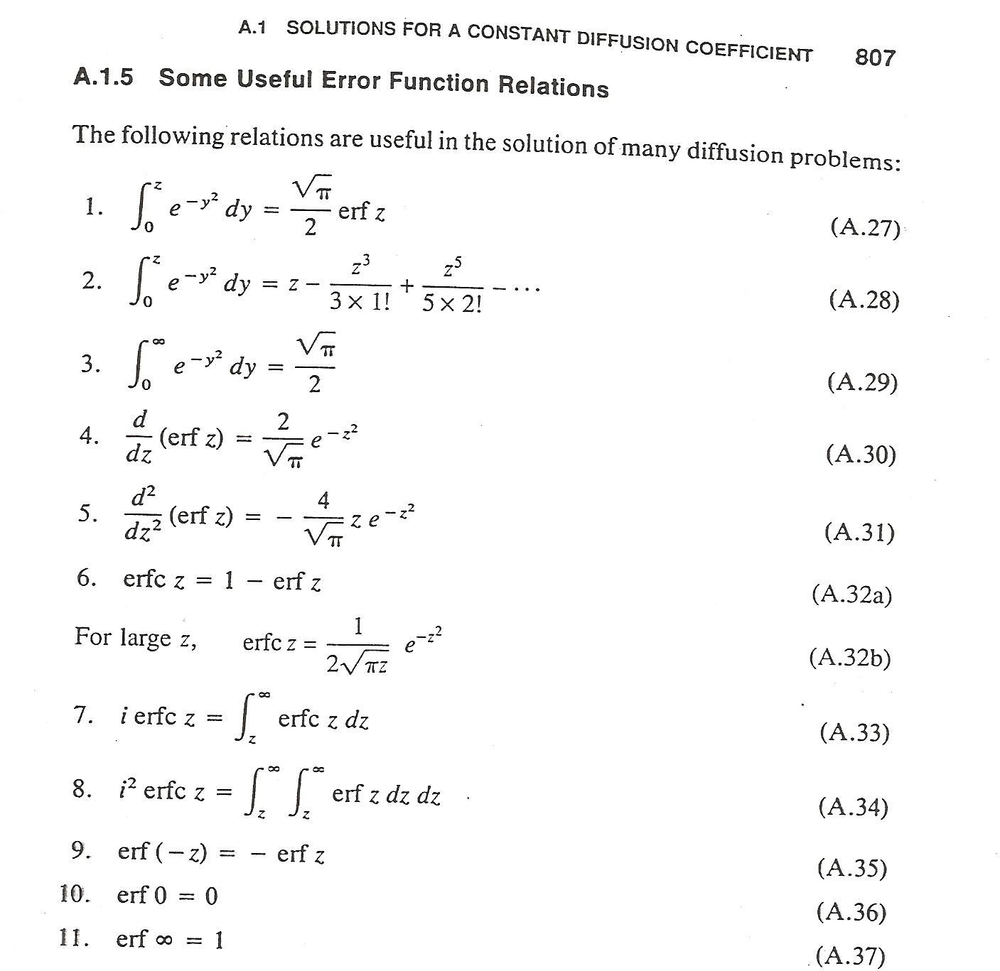 A.1 SOLUTIONS FOR A CONSTANT DIFFUSION COEFFICIENT 807
A.1.5 Some Useful Error Function Relations
The following relations are useful in the solution of many diffusion problems:
1. ∫₀ᶻ e^{−y²} dy = √π/2 erf z (A.27)
2. ∫₀ᶻ e^{−y²} dy = z − z³/(3 × 1!) + z⁵/(5 × 2!) − ··· (A.28)
3. ∫₀^∞ e^{−y²} dy = √π/2 (A.29)
4. d/dz (erf z) = 2/√π e^{−z²} (A.30)
5. d²/dz² (erf z) = − 4/√π z e^{−z²} (A.31)
6. erfc z = 1 − erf z (A.32a)
For large z, erfc z = 1/(2√(πz)) e^{−z²} (A.32b)
7. i erfc z = ∫_z^∞ erfc z dz (A.33)
8. i² erfc z = ∫_z^∞ ∫_z^∞ erf z dz dz (A.34)
9. erf (−z) = − erf z (A.35)
10. erf 0 = 0 (A.36)
11. erf ∞ = 1 (A.37)